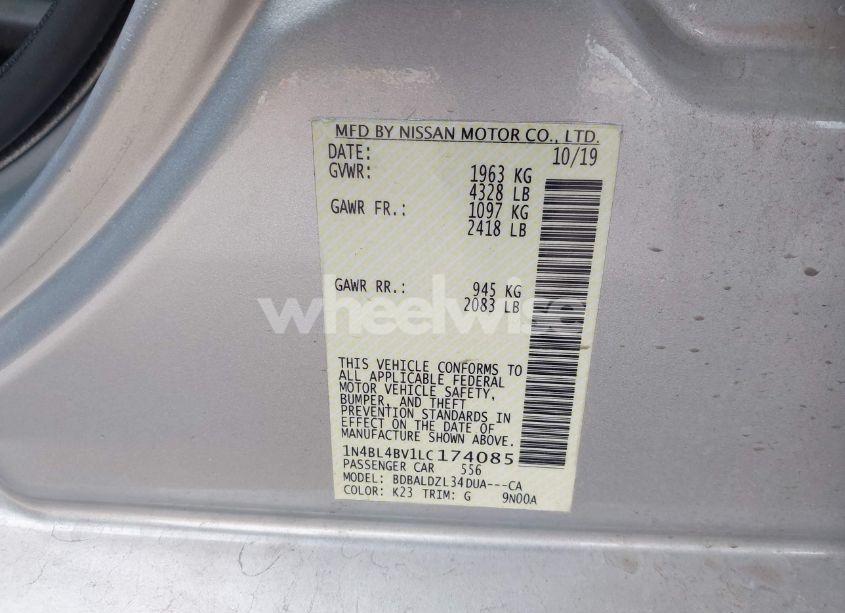 MFD BY NISSAN MOTOR CO., LTD.
DATE: 10/19
GVWR: 1963 KG
4328 LB
GAWR FR.: 1097 KG
2418 LB
GAWR RR.: 945 KG
2083 LB
wheelwise
THIS VEHICLE CONFORMS TO
ALL APPLICABLE FEDERAL
MOTOR VEHICLE SAFETY,
BUMPER, AND THEFT
PREVENTION STANDARDS IN
EFFECT ON THE DATE OF
MANUFACTURE SHOWN ABOVE.
1N4BL4BV1LC174085
PASSENGER CAR 556
MODEL: BDBALDZL34DUA---CA
COLOR: K23 TRIM: G 9N00A